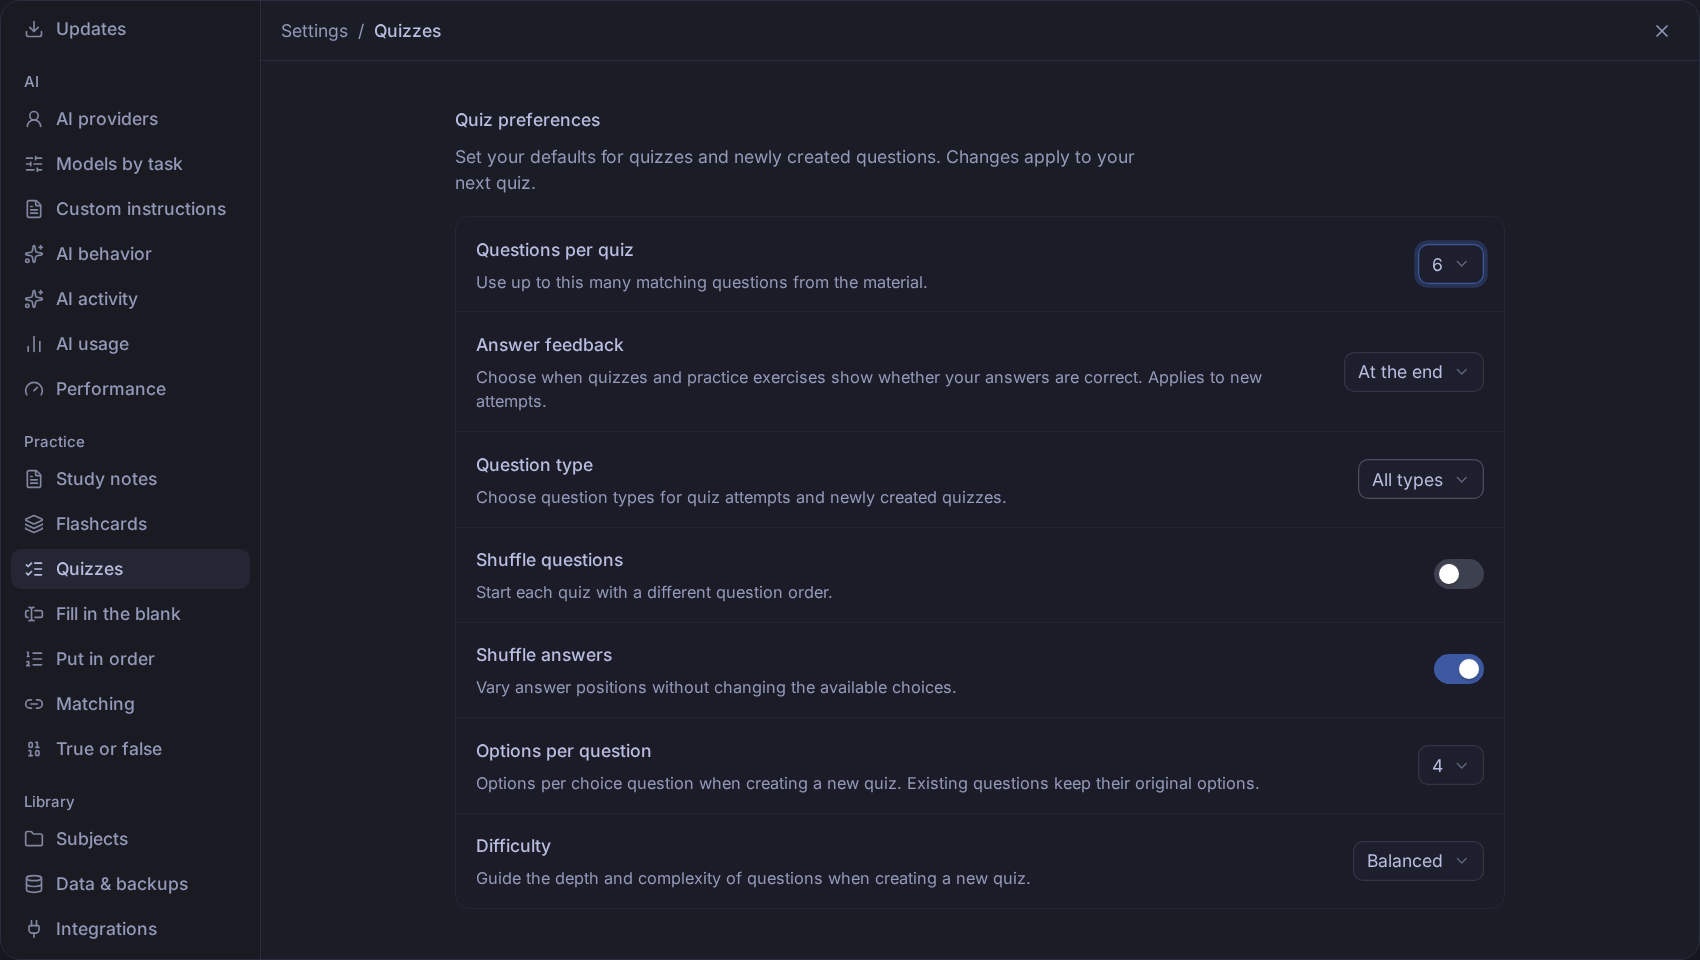 Updates
AI
AI providers
Models by task
Custom instructions
AI behavior
AI activity
AI usage
Performance
Practice
Study notes
Flashcards
Quizzes
Fill in the blank
Put in order
Matching
True or false
Library
Subjects
Data & backups
Integrations
Settings / Quizzes
Quiz preferences
Set your defaults for quizzes and newly created questions. Changes apply to your
next quiz.
Questions per quiz
Use up to this many matching questions from the material.
6
Answer feedback
Choose when quizzes and practice exercises show whether your answers are correct. Applies to new
attempts.
At the end
Question type
Choose question types for quiz attempts and newly created quizzes.
All types
Shuffle questions
Start each quiz with a different question order.
Shuffle answers
Vary answer positions without changing the available choices.
Options per question
Options per choice question when creating a new quiz. Existing questions keep their original options.
4
Difficulty
Guide the depth and complexity of questions when creating a new quiz.
Balanced